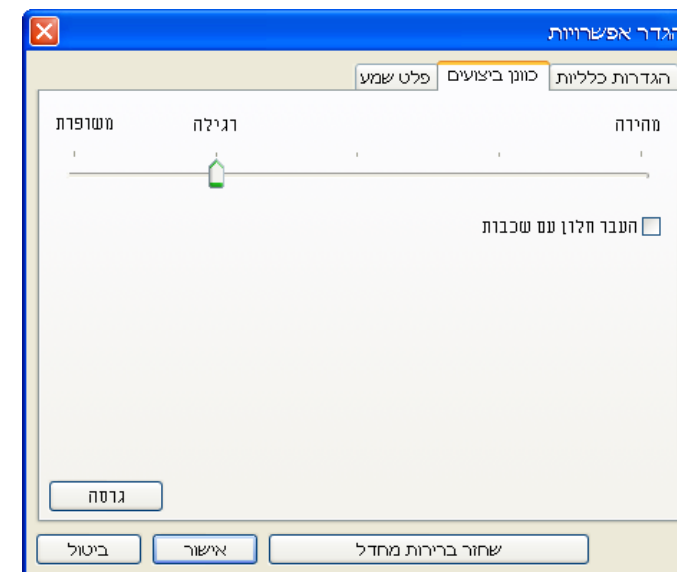 הגדר אפשרויות
הגדרות כלליות
כוונן ביצועים
פלט שמע
מהירה
רגילה
משופרת
העבר חלון עם שכבות
גרסה
שחזר ברירות מחדל
אישור
ביטול